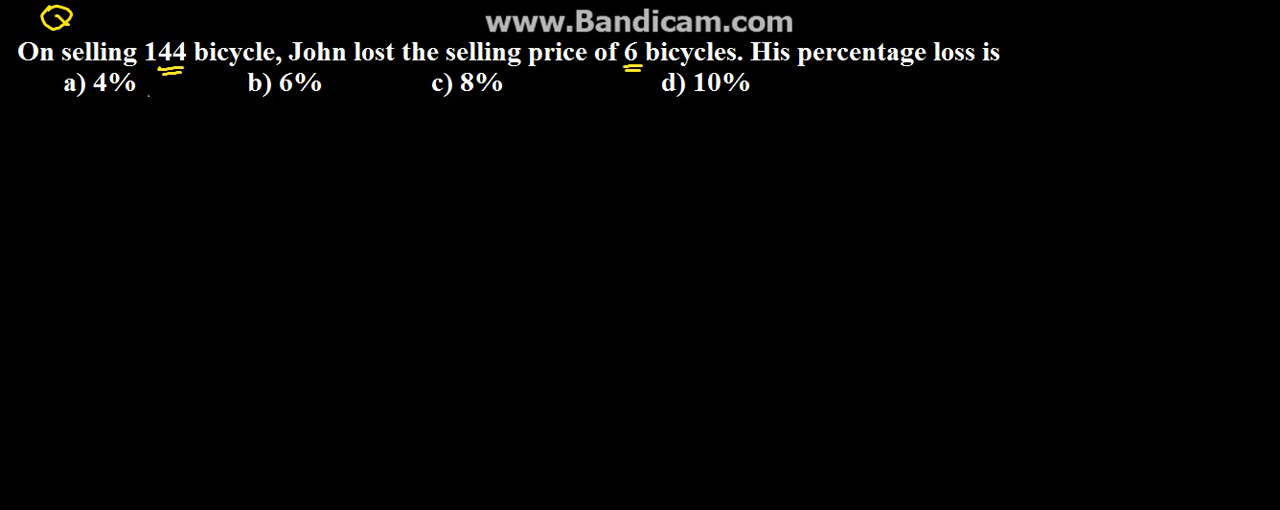 Q
www.Bandicam.com
On selling 144 bicycle, John lost the selling price of 6 bicycles. His percentage loss is
a) 4% b) 6% c) 8% d) 10%